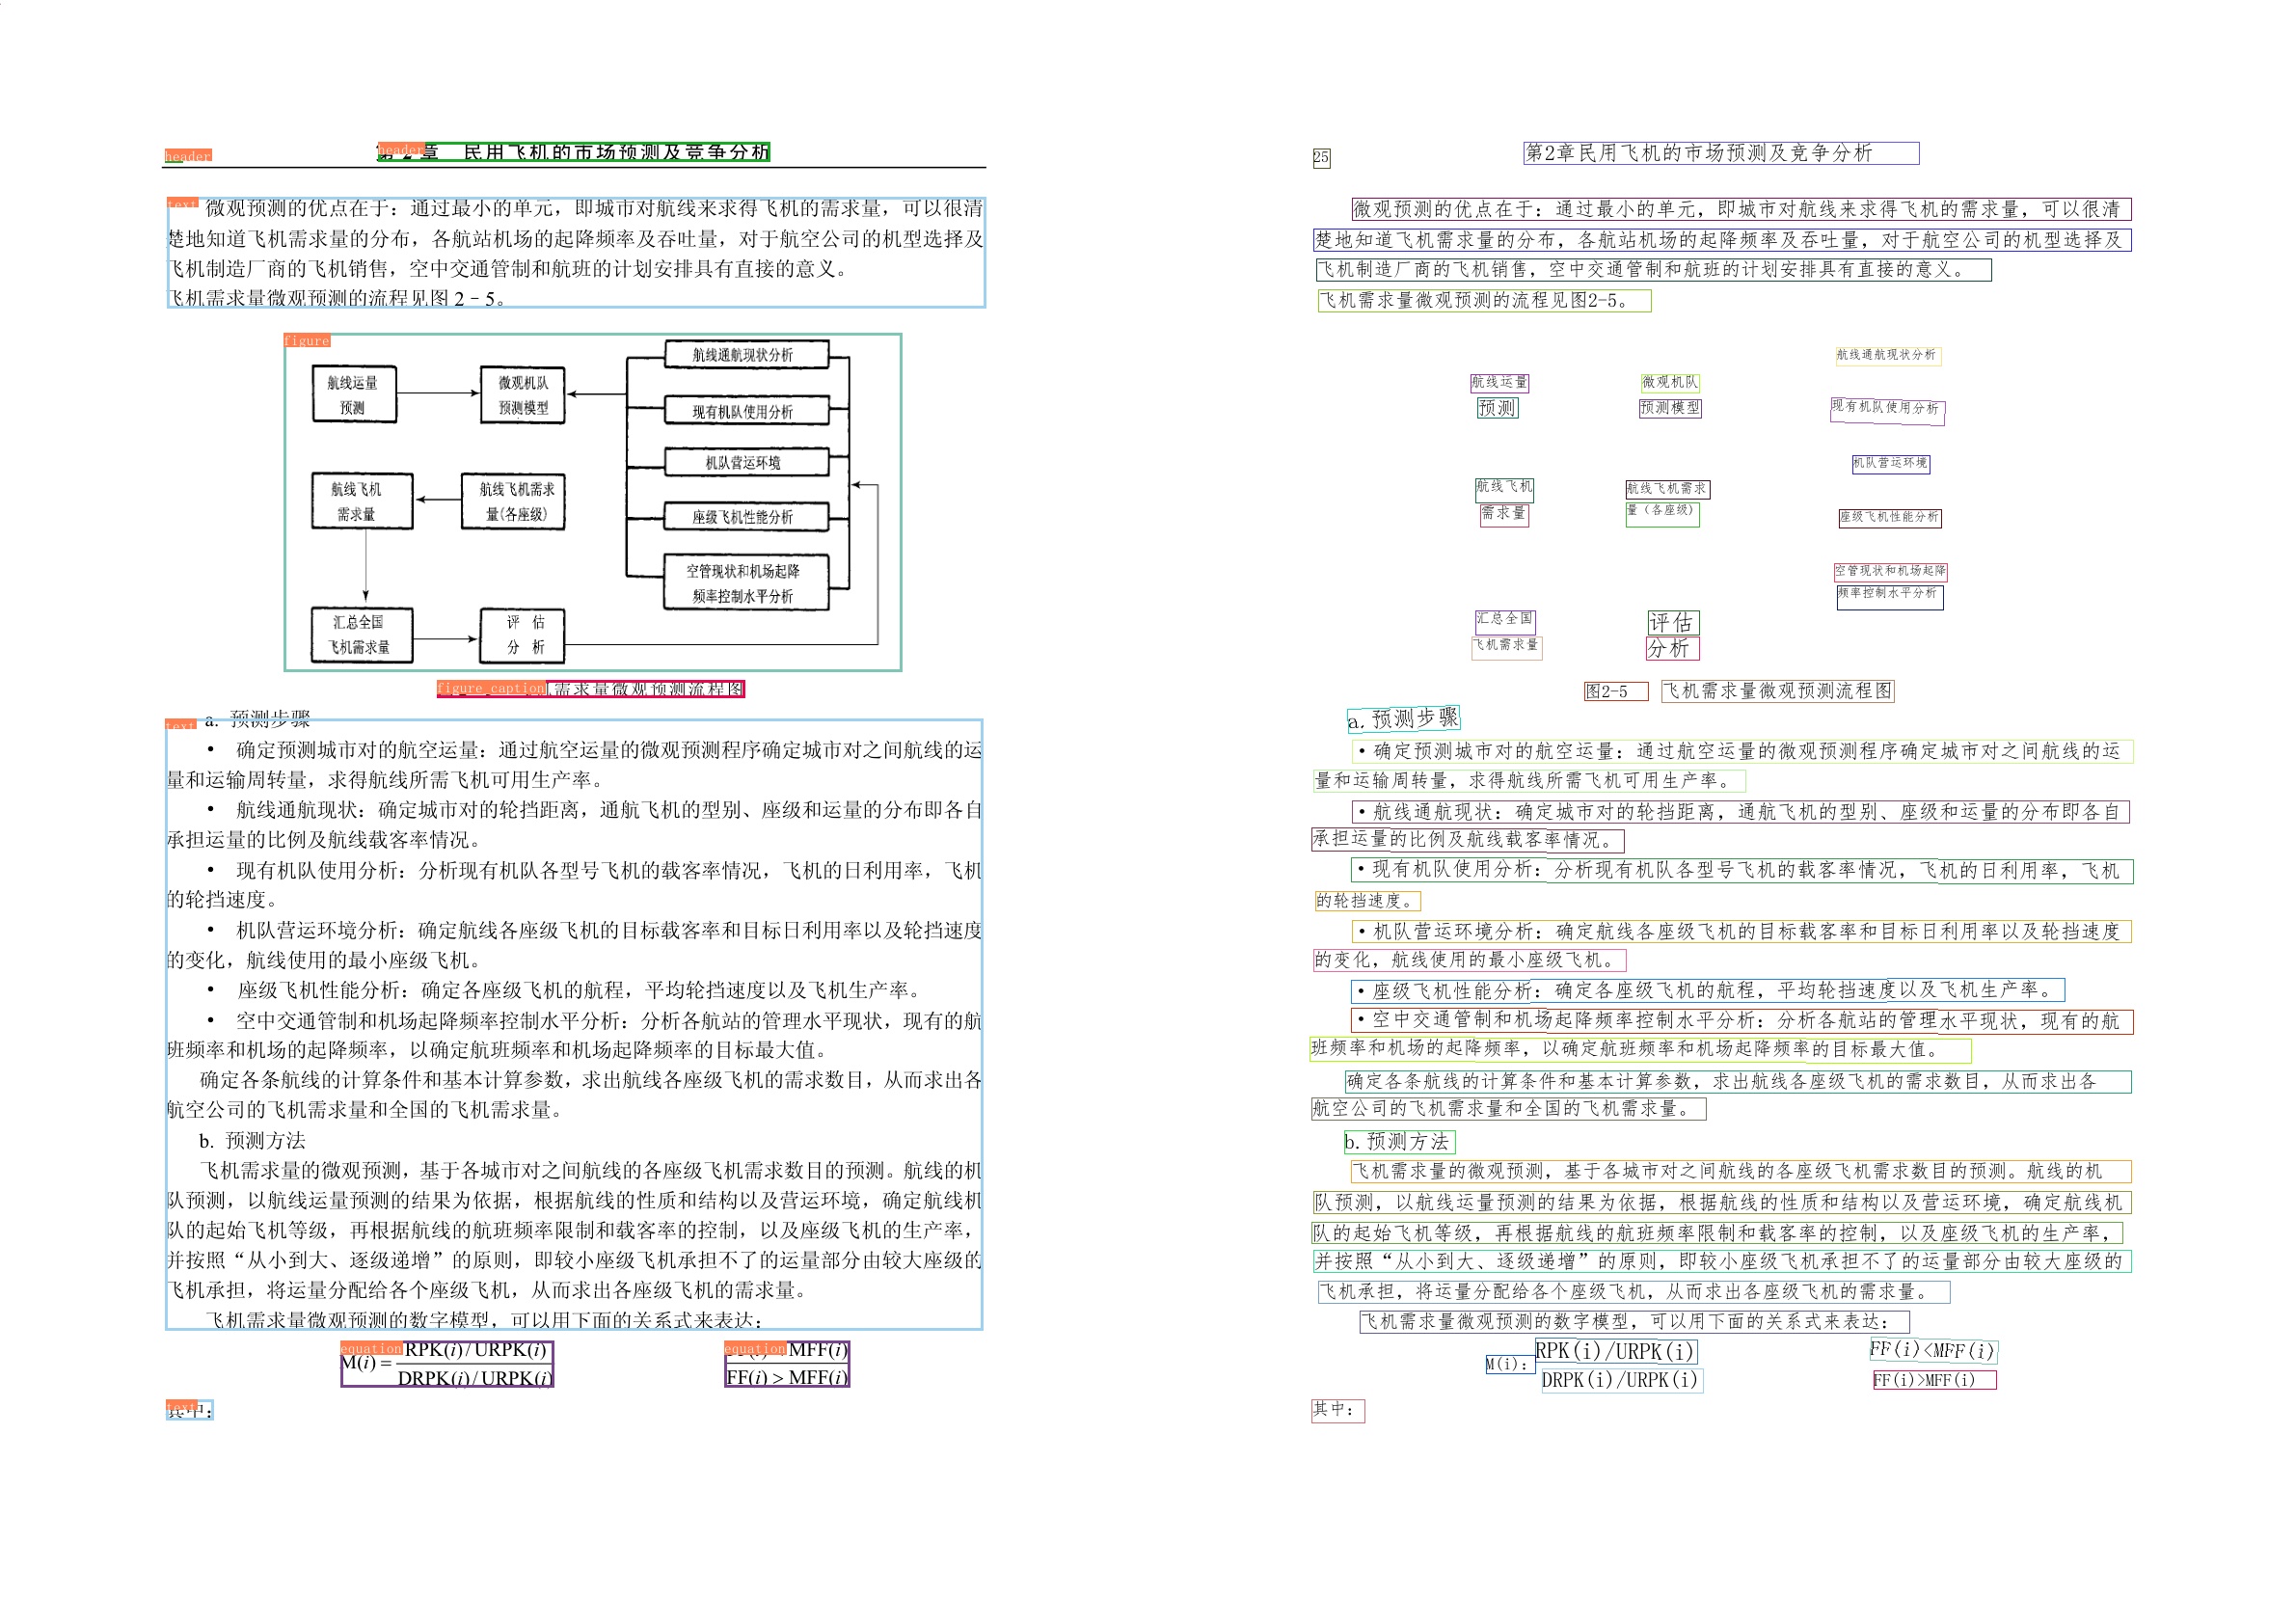 header
header
第 2 章 民用飞机的市场预测及竞争分析
text
微观预测的优点在于：通过最小的单元，即城市对航线来求得飞机的需求量，可以很清
楚地知道飞机需求量的分布，各航站机场的起降频率及吞吐量，对于航空公司的机型选择及
飞机制造厂商的飞机销售，空中交通管制和航班的计划安排具有直接的意义。
飞机需求量微观预测的流程见图 2－5。
figure
航线通航现状分析
航线运量
预测
微观机队
预测模型
现有机队使用分析
机队营运环境
航线飞机
需求量
航线飞机需求
量(各座级)
座级飞机性能分析
空管现状和机场起降
频率控制水平分析
汇总全国
飞机需求量
评 估
分 析
figure_caption
需求量微观预测流程图
text
a. 预测步骤
• 确定预测城市对的航空运量：通过航空运量的微观预测程序确定城市对之间航线的运
量和运输周转量，求得航线所需飞机可用生产率。
• 航线通航现状：确定城市对的轮挡距离，通航飞机的型别、座级和运量的分布即各自
承担运量的比例及航线载客率情况。
• 现有机队使用分析：分析现有机队各型号飞机的载客率情况，飞机的日利用率，飞机
的轮挡速度。
• 机队营运环境分析：确定航线各座级飞机的目标载客率和目标日利用率以及轮挡速度
的变化，航线使用的最小座级飞机。
• 座级飞机性能分析：确定各座级飞机的航程，平均轮挡速度以及飞机生产率。
• 空中交通管制和机场起降频率控制水平分析：分析各航站的管理水平现状，现有的航
班频率和机场的起降频率，以确定航班频率和机场起降频率的目标最大值。
确定各条航线的计算条件和基本计算参数，求出航线各座级飞机的需求数目，从而求出各
航空公司的飞机需求量和全国的飞机需求量。
b. 预测方法
飞机需求量的微观预测，基于各城市对之间航线的各座级飞机需求数目的预测。航线的机
队预测，以航线运量预测的结果为依据，根据航线的性质和结构以及营运环境，确定航线机
队的起始飞机等级，再根据航线的航班频率限制和载客率的控制，以及座级飞机的生产率，
并按照“从小到大、逐级递增”的原则，即较小座级飞机承担不了的运量部分由较大座级的
飞机承担，将运量分配给各个座级飞机，从而求出各座级飞机的需求量。
飞机需求量微观预测的数字模型，可以用下面的关系式来表达：
equation
RPK(i)/URPK(i)
M(i)=
DRPK(i)/URPK(i)
equation
MFF(i)
FF(i) > MFF(i)
text
其中：
25
第2章民用飞机的市场预测及竞争分析
微观预测的优点在于：通过最小的单元，即城市对航线来求得飞机的需求量，可以很清
楚地知道飞机需求量的分布，各航站机场的起降频率及吞吐量，对于航空公司的机型选择及
飞机制造厂商的飞机销售，空中交通管制和航班的计划安排具有直接的意义。
飞机需求量微观预测的流程见图2-5。
航线通航现状分析
航线运量
预测
微观机队
预测模型
现有机队使用分析
机队营运环境
航线飞机
需求量
航线飞机需求
量（各座级）
座级飞机性能分析
空管现状和机场起降
频率控制水平分析
汇总全国
飞机需求量
评估
分析
图2-5 飞机需求量微观预测流程图
a.预测步骤
•确定预测城市对的航空运量：通过航空运量的微观预测程序确定城市对之间航线的运
量和运输周转量，求得航线所需飞机可用生产率。
•航线通航现状：确定城市对的轮挡距离，通航飞机的型别、座级和运量的分布即各自
承担运量的比例及航线载客率情况。
•现有机队使用分析：分析现有机队各型号飞机的载客率情况，飞机的日利用率，飞机
的轮挡速度。
•机队营运环境分析：确定航线各座级飞机的目标载客率和目标日利用率以及轮挡速度
的变化，航线使用的最小座级飞机。
•座级飞机性能分析：确定各座级飞机的航程，平均轮挡速度以及飞机生产率。
•空中交通管制和机场起降频率控制水平分析：分析各航站的管理水平现状，现有的航
班频率和机场的起降频率，以确定航班频率和机场起降频率的目标最大值。
确定各条航线的计算条件和基本计算参数，求出航线各座级飞机的需求数目，从而求出各
航空公司的飞机需求量和全国的飞机需求量。
b.预测方法
飞机需求量的微观预测，基于各城市对之间航线的各座级飞机需求数目的预测。航线的机
队预测，以航线运量预测的结果为依据，根据航线的性质和结构以及营运环境，确定航线机
队的起始飞机等级，再根据航线的航班频率限制和载客率的控制，以及座级飞机的生产率，
并按照“从小到大、逐级递增”的原则，即较小座级飞机承担不了的运量部分由较大座级的
飞机承担，将运量分配给各个座级飞机，从而求出各座级飞机的需求量。
飞机需求量微观预测的数字模型，可以用下面的关系式来表达：
RPK(i)/URPK(i)
M(i):
DRPK(i)/URPK(i)
FF(i)<MFF(i)
FF(i)>MFF(i)
其中：